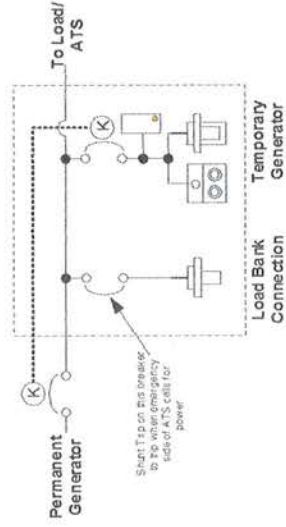 To Load/
ATS
K
K
Permanent
Generator
Shunt Trip on this breaker
to trip when emergency
side of ATS calls for
power
Load Bank
Connection
Temporary
Generator